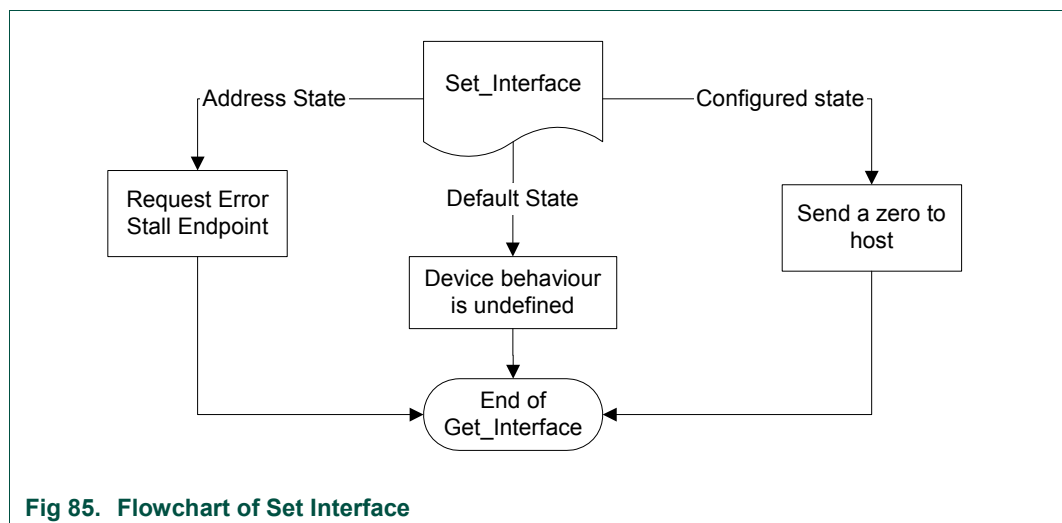 Set_Interface
Address State
Configured state
Request Error
Stall Endpoint
Default State
Send a zero to
host
Device behaviour
is undefined
End of
Get_Interface
Fig 85. Flowchart of Set Interface